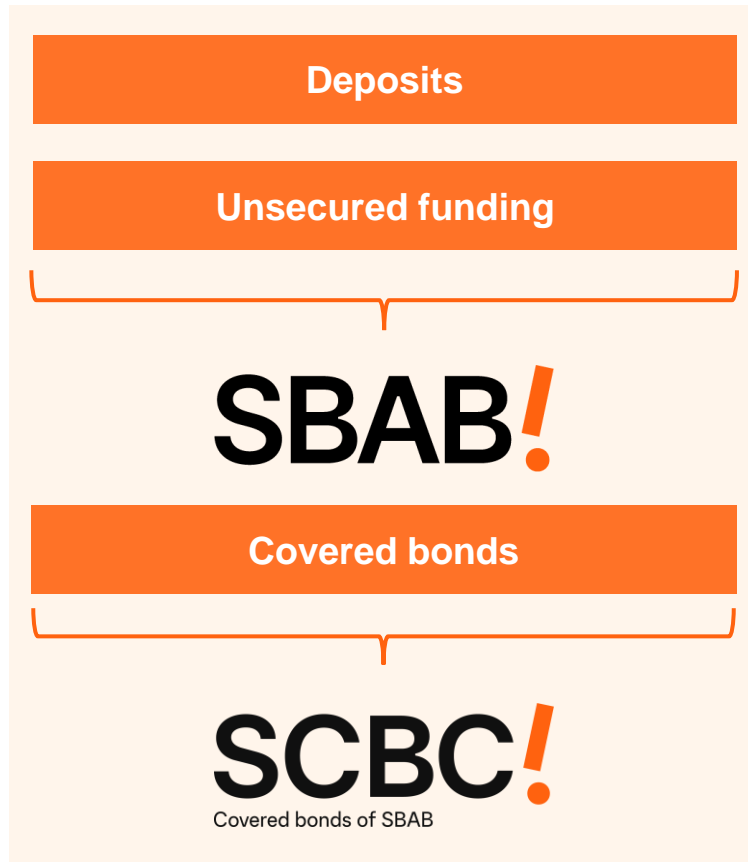 Deposits
Unsecured funding
SBAB!
Covered bonds
SCBC!
Covered bonds of SBAB